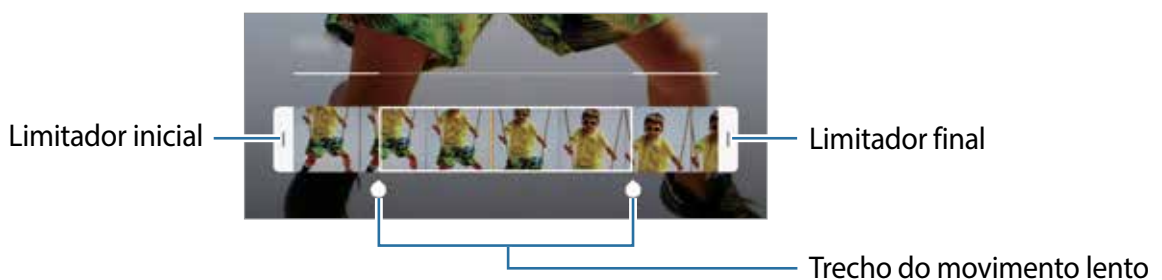 Limitador inicial
Limitador final
Trecho do movimento lento